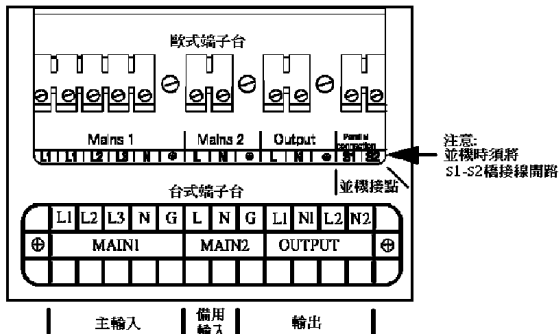 歐式端子台
Mains 1 Mains 2 Output Parallel connection
L1 L1 L2 L3 N ⊕ L N ⊕ L N ⊕ S1 S2
注意:
並機時須將
S1-S2橋接線開路
並機接點
台式端子台
L1 L2 L3 N G L N G L1 N1 L2 N2
MAIN1 MAIN2 OUTPUT
主輸入 備用輸入 輸出